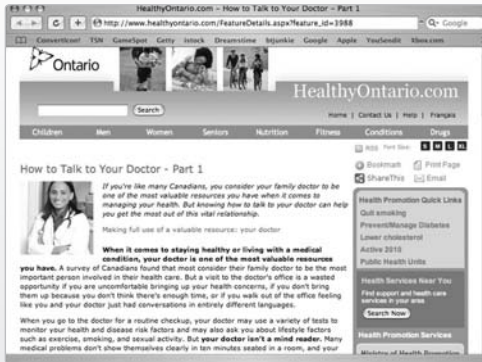 HealthyOntario.com – How to Talk to Your Doctor – Part 1
http://www.healthyontario.com/FeatureDetails.aspx?feature_id=3988
Google
ConvertIcon! TSN GameSpot Getty istock Dreamstime btjunkie Google Apple YouSendIt Xbox.com
Ontario
HealthyOntario.com
Search
Home | Contact Us | Help | Français
Children Men Women Seniors Nutrition Fitness Conditions Drugs
RSS Font Size: S M L XL
How to Talk to Your Doctor - Part 1
Bookmark Print Page
ShareThis Email
If you're like many Canadians, you consider your family doctor to be
one of the most valuable resources you have when it comes to
managing your health. But knowing how to talk to your doctor can help
you get the most out of this vital relationship.
Making full use of a valuable resource: your doctor
When it comes to staying healthy or living with a medical
condition, your doctor is one of the most valuable resources
you have. A survey of Canadians found that most consider their family doctor to be the most
important person involved in their health care. But a visit to the doctor's office is a wasted
opportunity if you are uncomfortable bringing up your health concerns, if you don't bring
them up because you don't think there's enough time, or if you walk out of the office feeling
like you and your doctor just had conversations in entirely different languages.
When you go to the doctor for a routine checkup, your doctor may use a variety of tests to
monitor your health and disease risk factors and may also ask you about lifestyle factors
such as exercise, smoking, and sexual activity. But your doctor isn't a mind reader. Many
medical problems don't show themselves clearly in ten minutes seated in a room, and your
Health Promotion Quick Links
Quit smoking
Prevent/Manage Diabetes
Lower cholesterol
Active 2010
Public Health Units
Health Services Near You
Find support and health care
services in your area
Search Now
Health Promotion Services
Ministry of Health Promotion